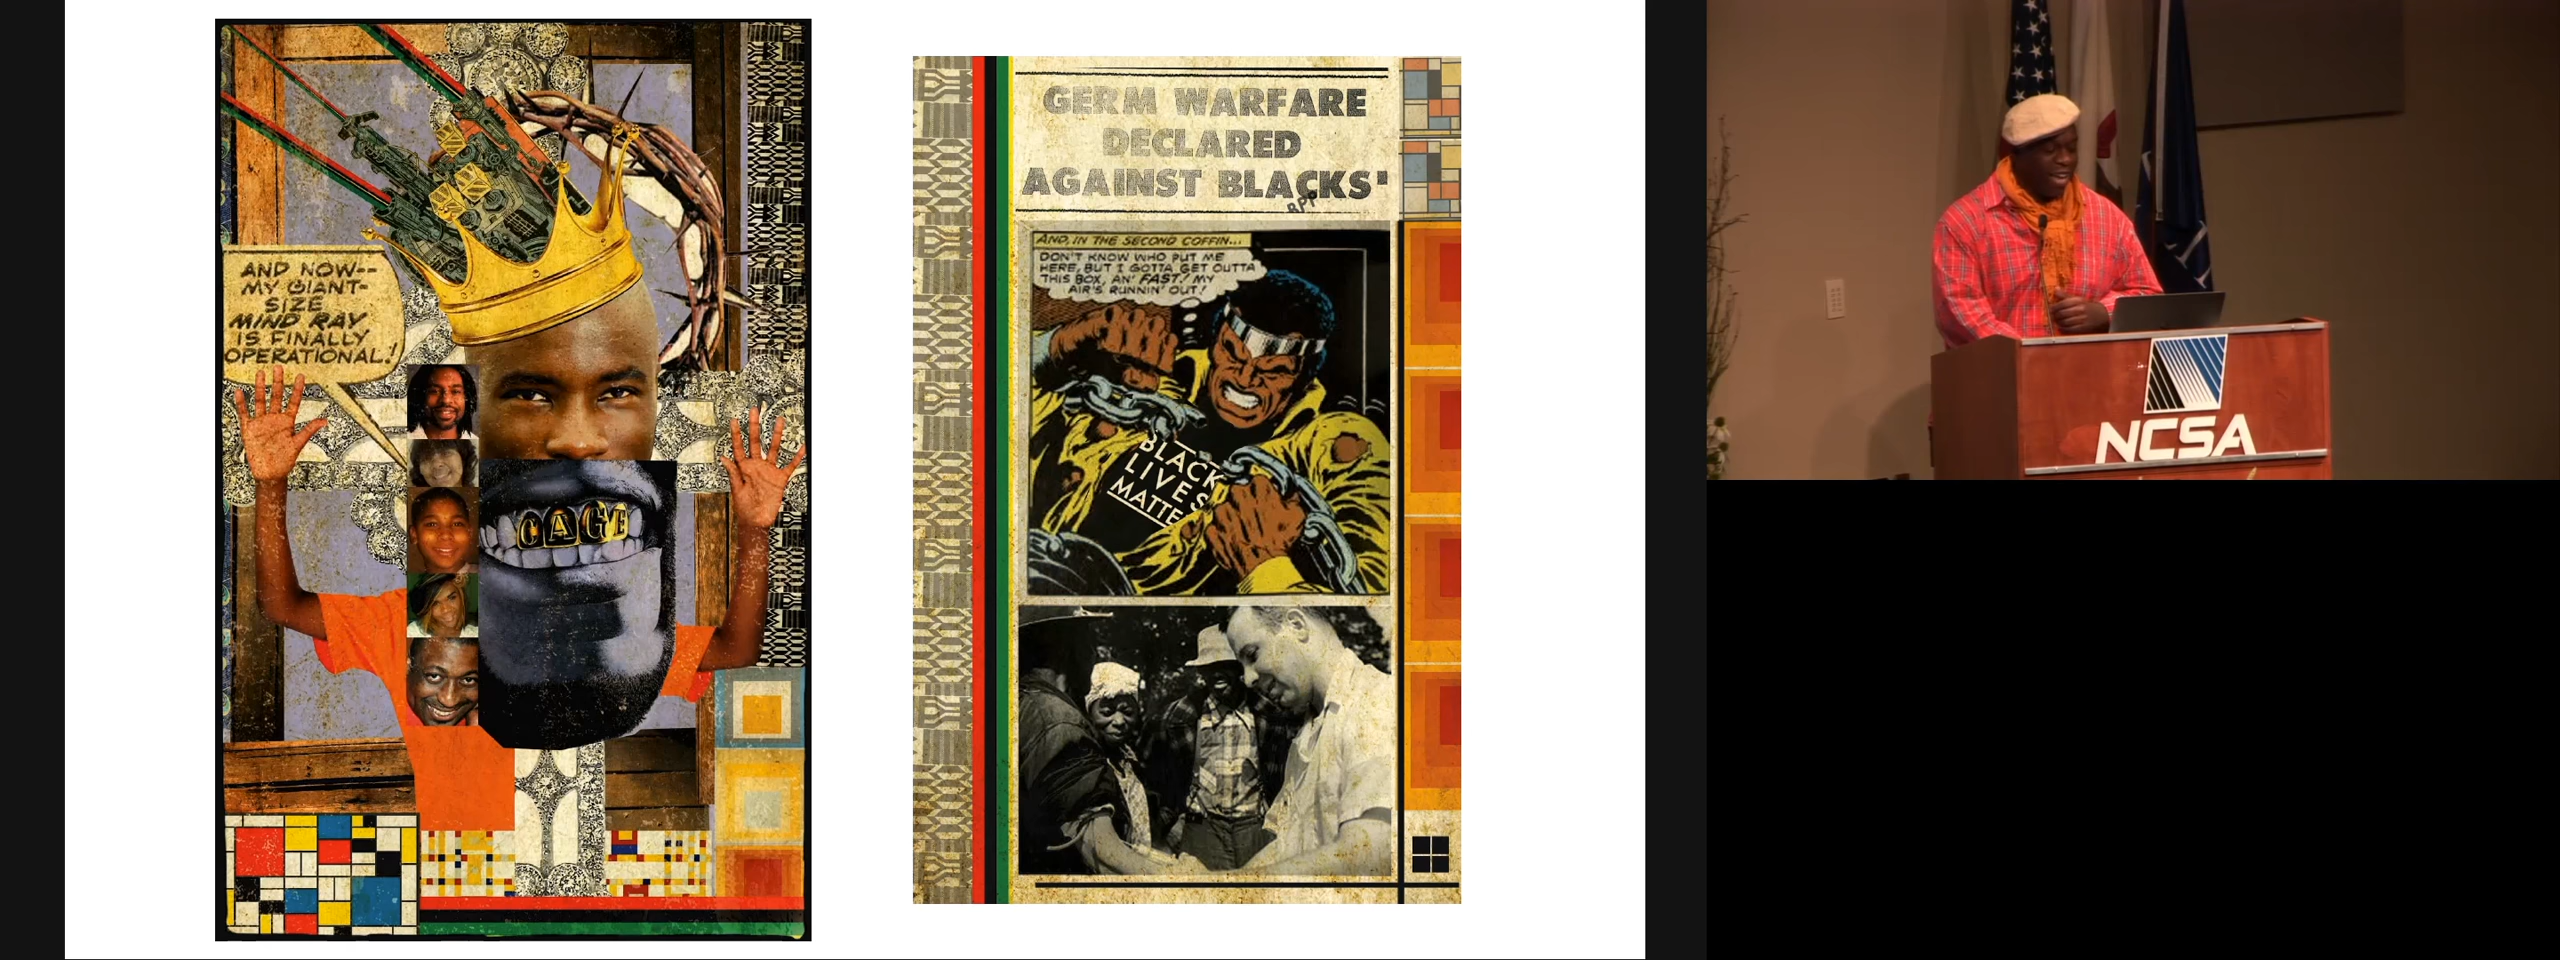 AND NOW--
MY GIANT-
SIZE
MIND RAY
IS FINALLY
OPERATIONAL!
CAGE
GERM WARFARE
DECLARED
AGAINST BLACKS'
BPP
AND, IN THE SECOND COFFIN...
DON'T KNOW WHO PUT ME
HERE, BUT I GOTTA GET OUTTA
THIS BOX, AN' FAST! MY
AIR'S RUNNIN' OUT!
BLACK
LIVES
MATTE
NCSA